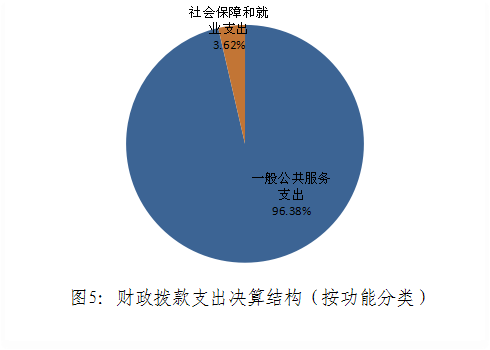 社会保障和就
业支出
3.62%
一般公共服务
支出
96.38%
图5：财政拨款支出决算结构（按功能分类）